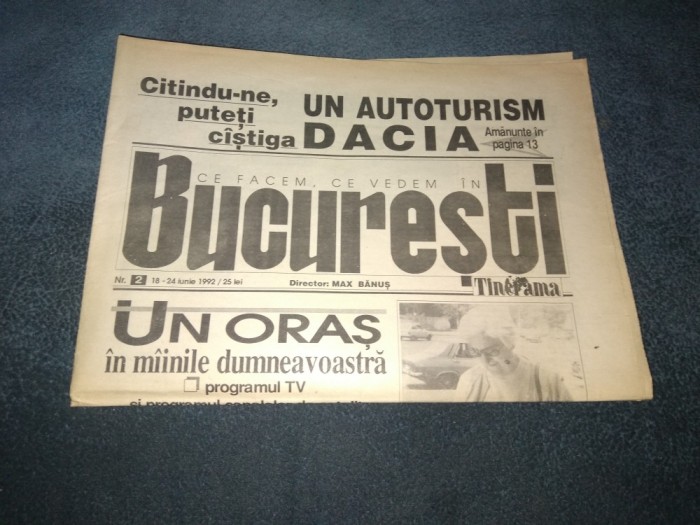 Citindu-ne,
puteți
cîștiga
UN AUTOTURISM
DACIA
Amănunte în
pagina 13
CE FACEM, CE VEDEM ÎN
București
Nr. 2 18 - 24 iunie 1992 / 25 lei
Director: MAX BĂNUȘ
Tinerama
UN ORAȘ
în mîinile dumneavoastră
programul TV